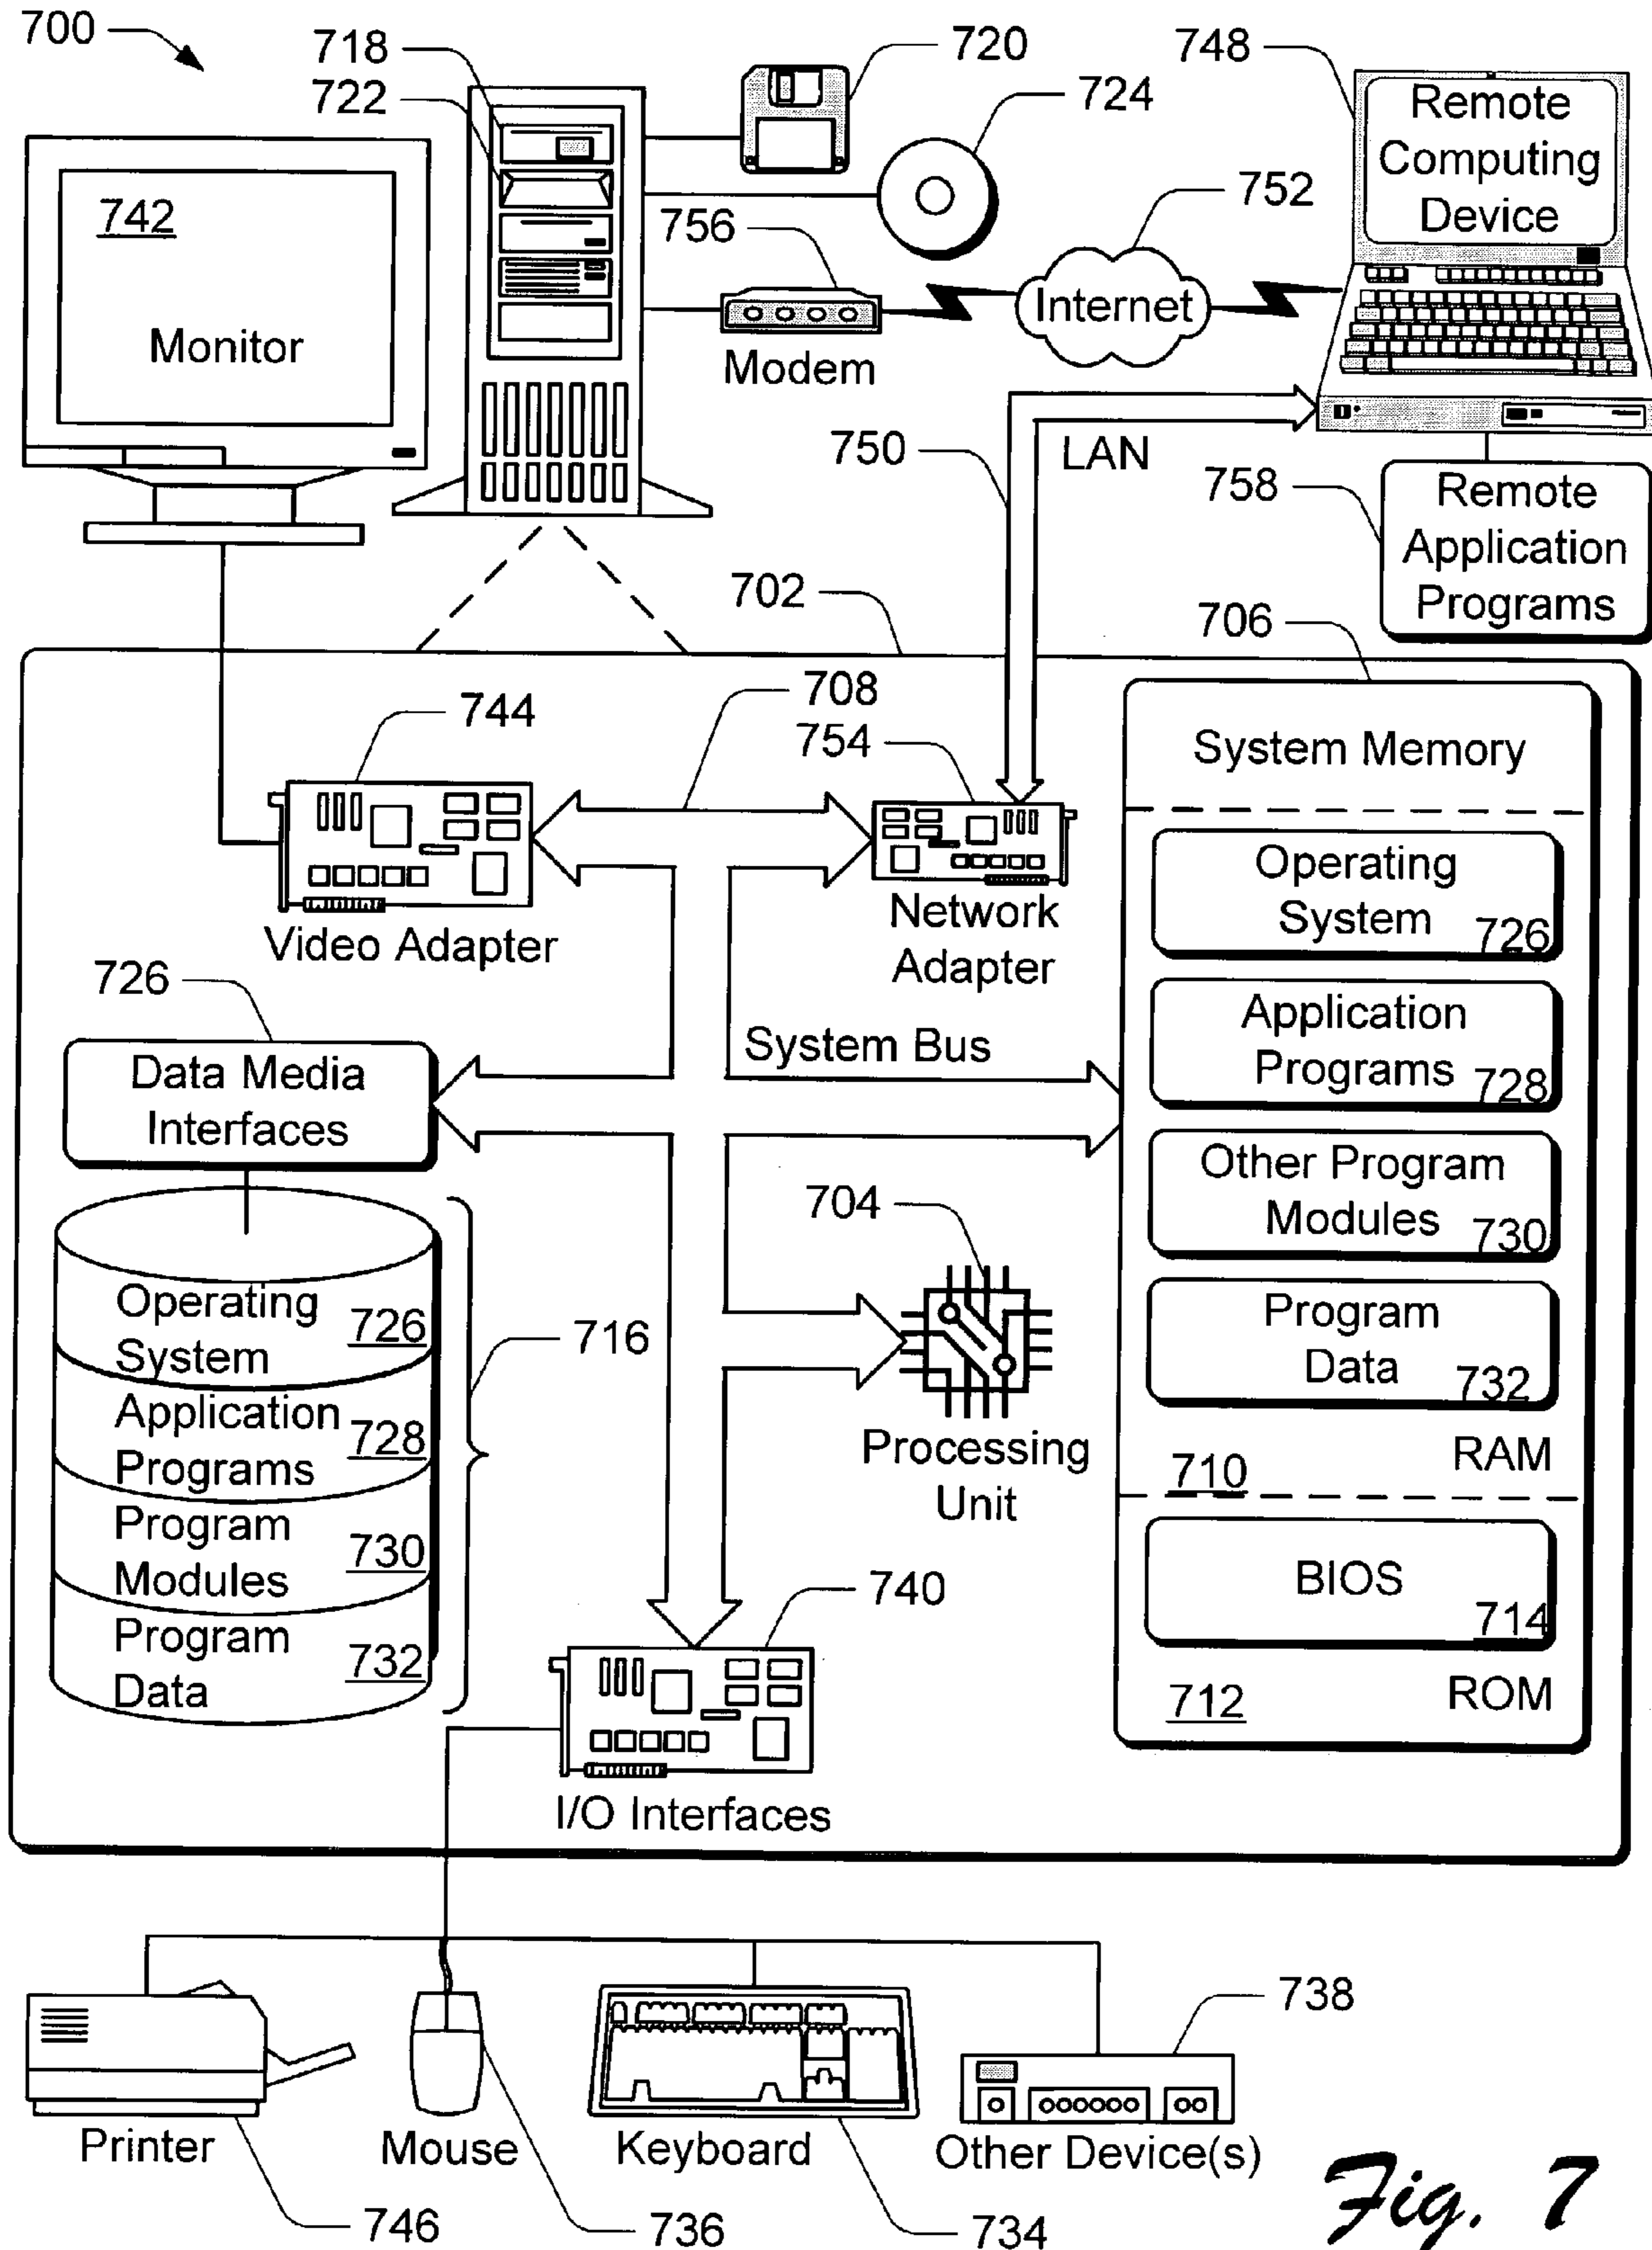 700
718
722
720
724
748
Remote
Computing
Device
742
Monitor
756
Modem
752
Internet
750
LAN
758
Remote
Application
Programs
702
706
708
744
754
Video Adapter
Network
Adapter
System Memory
Operating
System 726
Application
Programs 728
Other Program
Modules 730
Program
Data 732
710 RAM
BIOS
714
712 ROM
726
Data Media
Interfaces
System Bus
704
Processing
Unit
Operating
System 726
Application
Programs 728
Program
Modules 730
Program
Data 732
716
740
I/O Interfaces
738
Printer
Mouse
Keyboard
Other Device(s)
746
736
734
Fig. 7